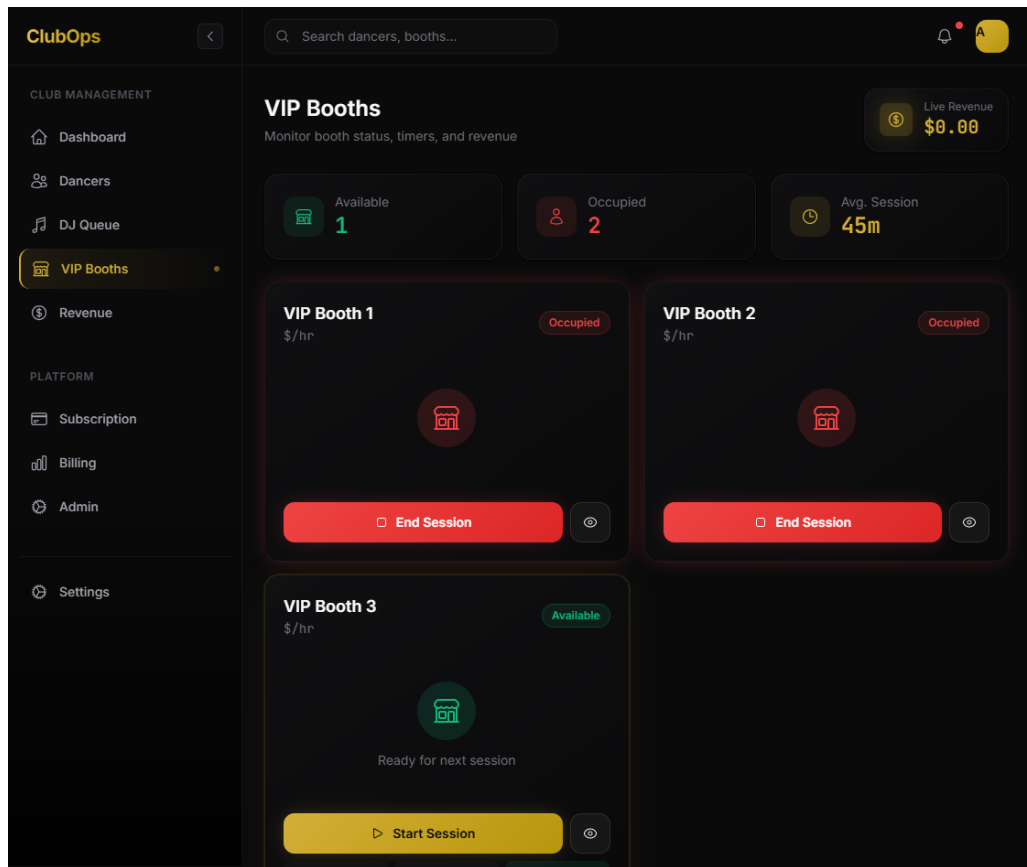 ClubOps
Search dancers, booths...
A
CLUB MANAGEMENT
Dashboard
Dancers
DJ Queue
VIP Booths
Revenue
PLATFORM
Subscription
Billing
Admin
Settings
VIP Booths
Monitor booth status, timers, and revenue
Live Revenue
$0.00
Available
1
Occupied
2
Avg. Session
45m
VIP Booth 1
$/hr
Occupied
End Session
VIP Booth 2
$/hr
Occupied
End Session
VIP Booth 3
$/hr
Available
Ready for next session
Start Session